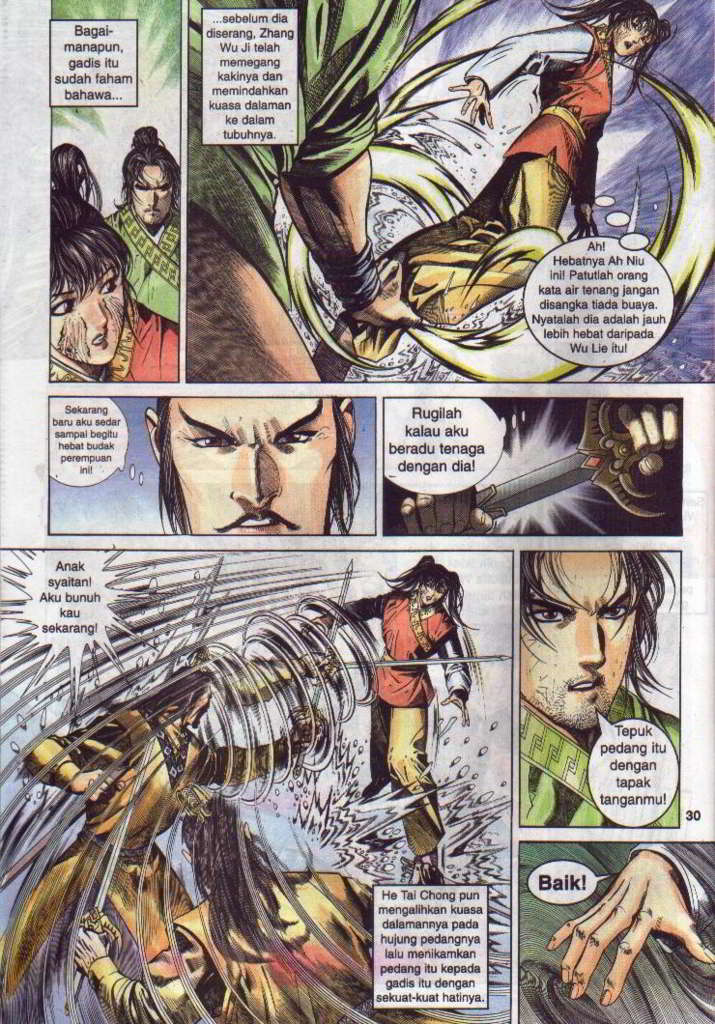 Bagai-
manapun,
gadis itu
sudah faham
bahawa...
...sebelum dia
diserang, Zhang
Wu Ji telah
memegang
kakinya dan
memindahkan
kuasa dalaman
ke dalam
tubuhnya.
Ah!
Hebatnya Ah Niu
ini! Patutlah orang
kata air tenang jangan
disangka tiada buaya.
Nyatalah dia adalah jauh
lebih hebat daripada
Wu Lie itu!
Sekarang
baru aku sedar
sampai begitu
hebat budak
perempuan
ini!
Rugilah
kalau aku
beradu tenaga
dengan dia!
Anak
syaitan!
Aku bunuh
kau
sekarang!
Tepuk
pedang itu
dengan
tapak
tanganmu!
30
He Tai Chong pun
mengalihkan kuasa
dalamannya pada
hujung pedangnya
lalu menikamkan
pedang itu kepada
gadis itu dengan
sekuat-kuat hatinya.
Baik!